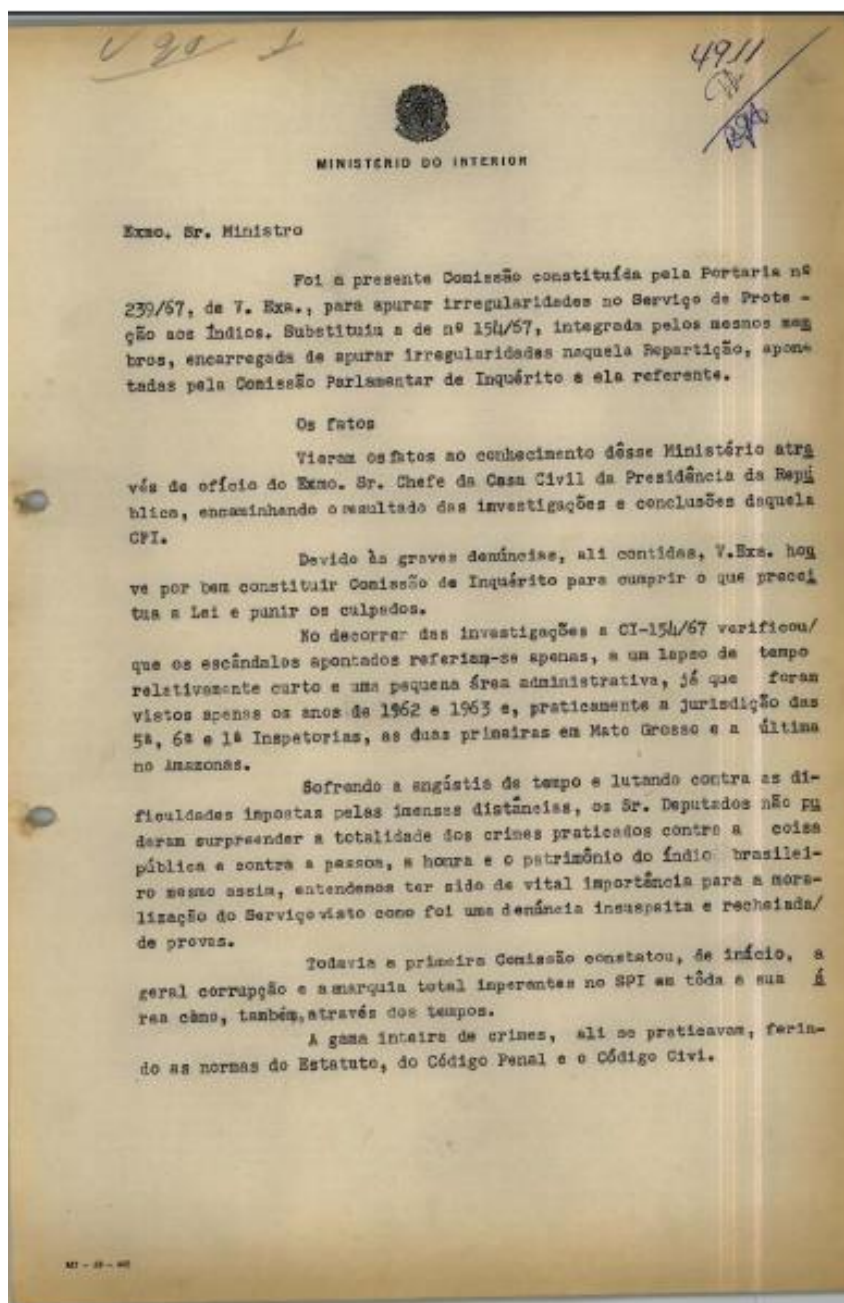 4911
MINISTÉRIO DO INTERIOR
Exmo. Sr. Ministro
Foi a presente Comissão constituída pela Portaria nº
239/67, de V. Exa., para apurar irregularidades no Serviço de Prote -
ção aos Índios. Substituiu a de nº 154/67, integrada pelos mesmos mem
bros, encarregada de apurar irregularidades naquela Repartição, apon-
tadas pela Comissão Parlamentar de Inquérito a ela referente.
Os fatos
Vieram os fatos ao conhecimento dêsse Ministério atra
vés de ofício do Exmo. Sr. Chefe da Casa Civil da Presidência da Repú
blica, encaminhando o resultado das investigações e conclusões daquela
CPI.
Devido às graves denúncias, ali contidas, V.Exa. hou
ve por bem constituir Comissão de Inquérito para cumprir o que precei
tua a Lei e punir os culpados.
No decorrer das investigações a CI-154/67 verificou/
que os escândalos apontados referiam-se apenas, a um lapso de tempo
relativamente curto e uma pequena área administrativa, já que foram
vistos apenas os anos de 1962 e 1963 e, praticamente a jurisdição das
5ª, 6ª e 1ª Inspetorias, as duas primeiras em Mato Grosso e a última
no Amazonas.
Sofrendo a angústia de tempo e lutando contra as di-
ficuldades impostas pelas imensas distâncias, os Sr. Deputados não pu
deram surpreender a totalidade dos crimes praticados contra a coisa
pública e contra a pessoa, a honra e o patrimônio do índio brasilei-
ro mesmo assim, entendemos ter sido de vital importância para a mora-
lização do Serviço visto como foi uma denúncia insuspeita e recheiada/
de provas.
Todavia a primeira Comissão constatou, de início, a
geral corrupção e anarquia total imperantes no SPI em tôda a sua á
rea cômo, também, através dos tempos.
A gama inteira de crimes, ali se praticavam, ferin-
do as normas do Estatuto, do Código Penal e o Código Civi.